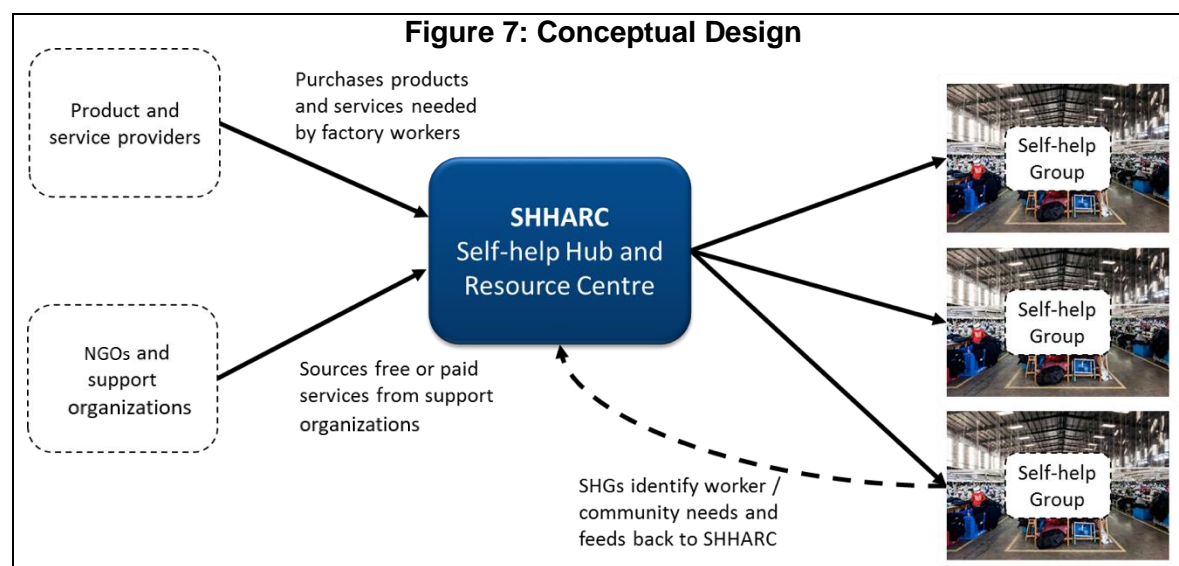 Figure 7: Conceptual Design
Product and
service providers
Purchases products
and services needed
by factory workers
NGOs and
support
organizations
Sources free or paid
services from support
organizations
SHHARC
Self-help Hub and
Resource Centre
Self-help
Group
Self-help
Group
Self-help
Group
SHGs identify worker /
community needs and
feeds back to SHHARC